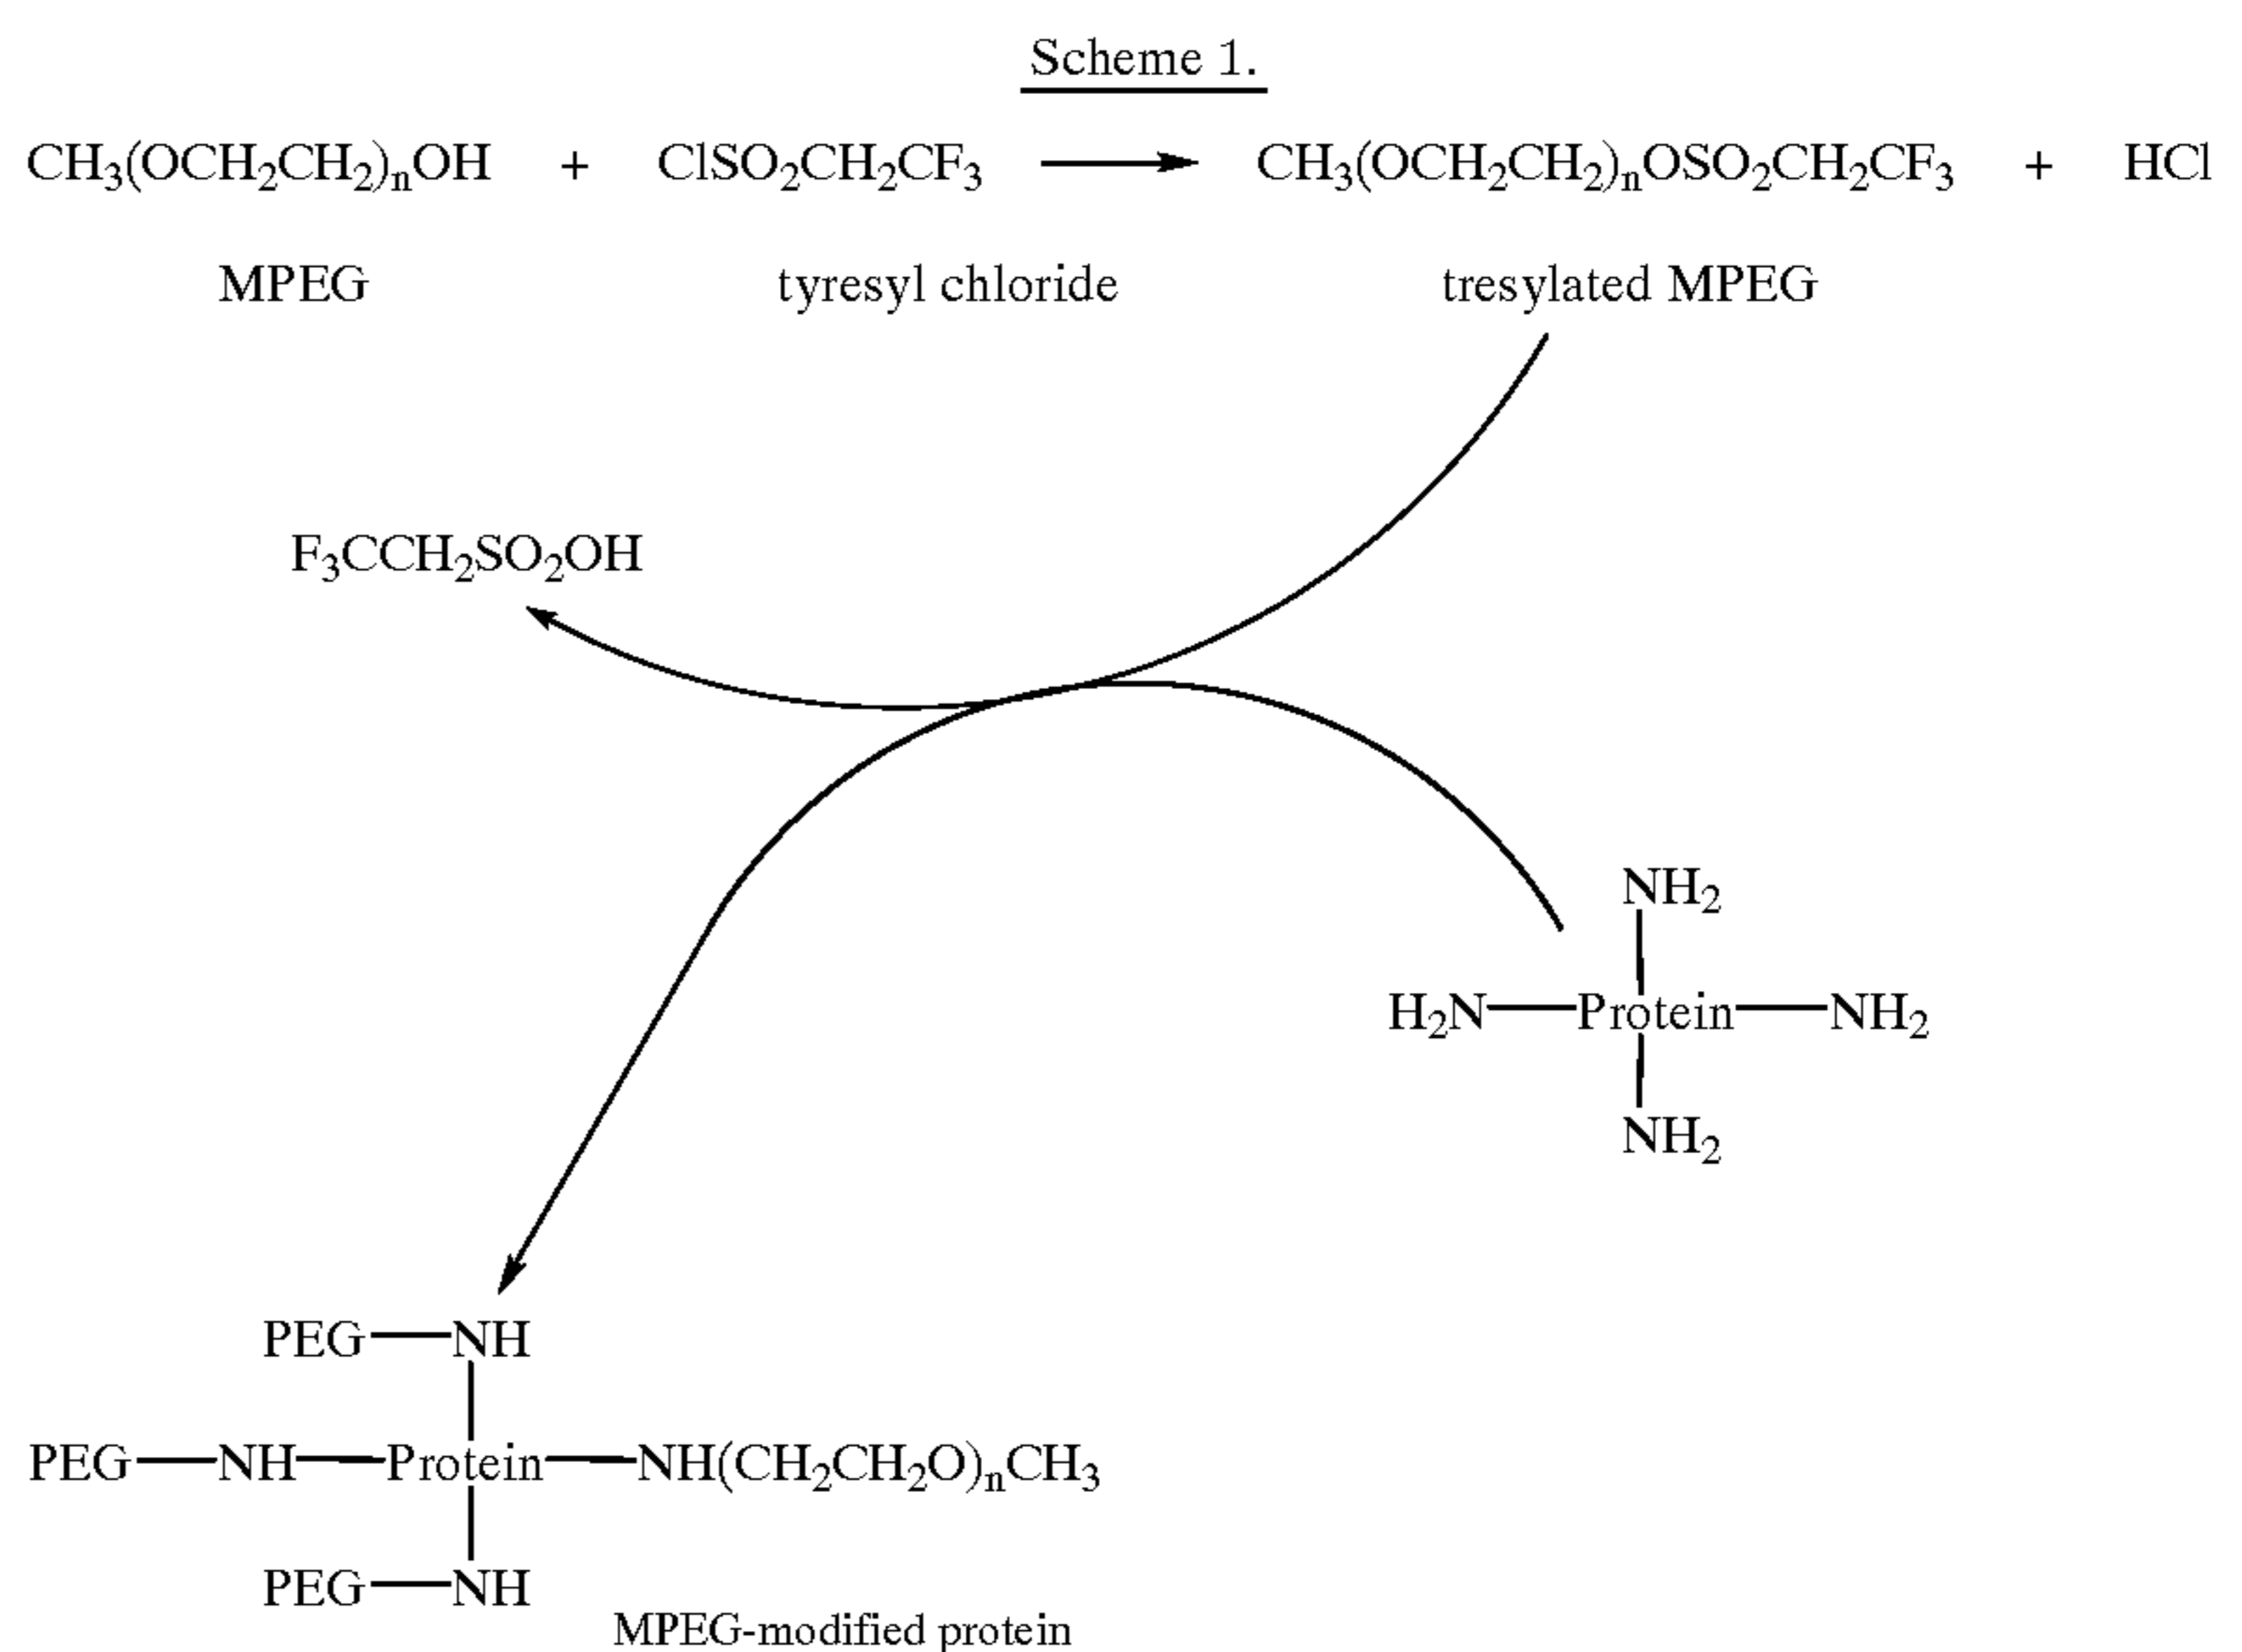 Scheme 1.
CH₃(OCH₂CH₂)ₙOH + ClSO₂CH₂CF₃ → CH₃(OCH₂CH₂)ₙOSO₂CH₂CF₃ + HCl
MPEG tyresyl chloride tresylated MPEG
F₃CCH₂SO₂OH
NH₂
H₂N—Protein—NH₂
NH₂
PEG—NH
PEG—NH—Protein—NH(CH₂CH₂O)ₙCH₃
PEG—NH
MPEG-modified protein